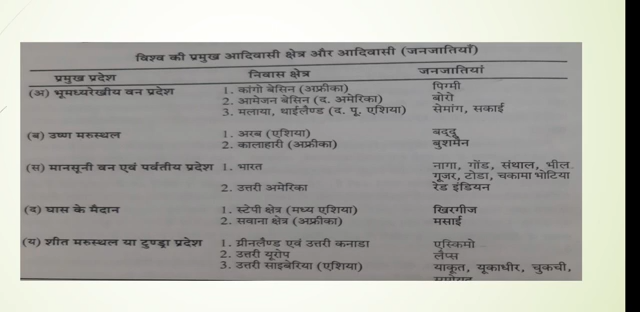 विश्व की प्रमुख आदिवासी क्षेत्र और आदिवासी (जनजातियाँ)
प्रमुख प्रदेश निवास क्षेत्र जनजातियां
(अ) भूमध्यरेखीय वन प्रदेश 1. कांगो बेसिन (अफ्रीका) पिग्मी
2. आमेजन बेसिन (द. अमेरिका) बोरो
3. मलाया, थाईलैण्ड (द. पू. एशिया) सेमांग, सकाई
(ब) उष्ण मरुस्थल 1. अरब (एशिया) बद्दू
2. कालाहारी (अफ्रीका) बुशमैन
(स) मानसूनी वन एवं पर्वतीय प्रदेश 1. भारत नागा, गोंड, संथाल, भील
गूजर, टोडा, चकामा भोटिया
2. उत्तरी अमेरिका रेड इंडियन
(द) घास के मैदान 1. स्टेपी क्षेत्र (मध्य एशिया) खिरगीज
2. सवाना क्षेत्र (अफ्रीका) मसाई
(य) शीत मरुस्थल या टुण्ड्रा प्रदेश 1. ग्रीनलैण्ड एवं उत्तरी कनाडा एस्किमो
2. उत्तरी यूरोप लैप्स
3. उत्तरी साइबेरिया (एशिया) याकूत, यूकाधीर, चुकची,